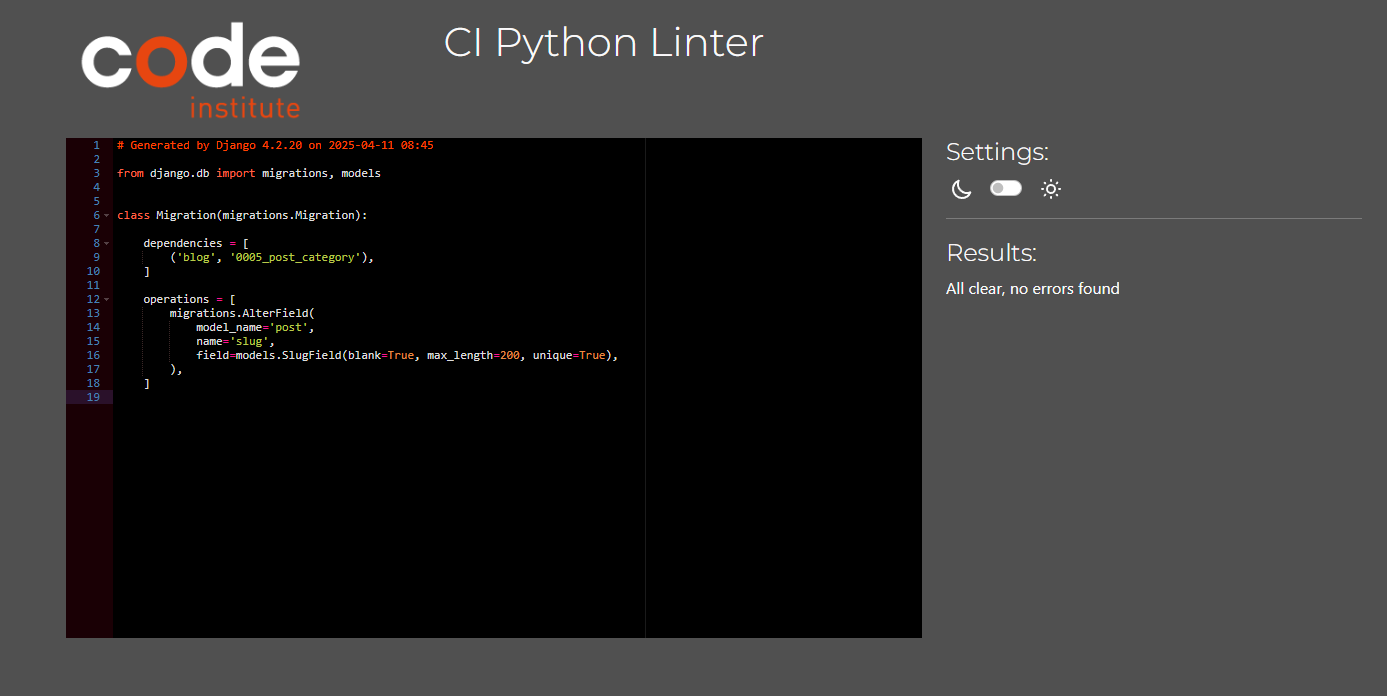 code
institute
CI Python Linter
1 # Generated by Django 4.2.20 on 2025-04-11 08:45
2
3 from django.db import migrations, models
4
5
6 class Migration(migrations.Migration):
7
8     dependencies = [
9         ('blog', '0005_post_category'),
10     ]
11
12     operations = [
13         migrations.AlterField(
14             model_name='post',
15             name='slug',
16             field=models.SlugField(blank=True, max_length=200, unique=True),
17         ),
18     ]
19
Settings:
Results:
All clear, no errors found